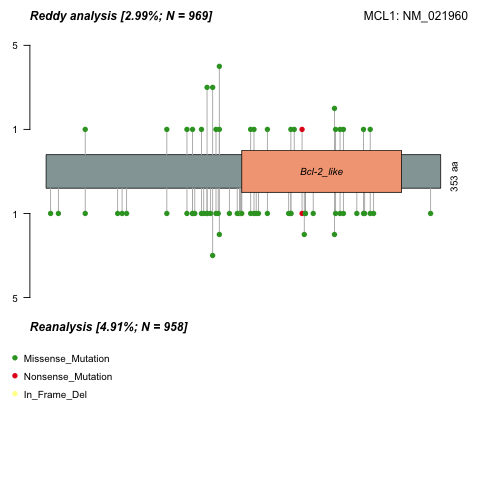 Reddy analysis [2.99%; N = 969]
MCL1: NM_021960
5
1
Bcl-2_like
353 aa
1
5
Reanalysis [4.91%; N = 958]
Missense_Mutation
Nonsense_Mutation
In_Frame_Del